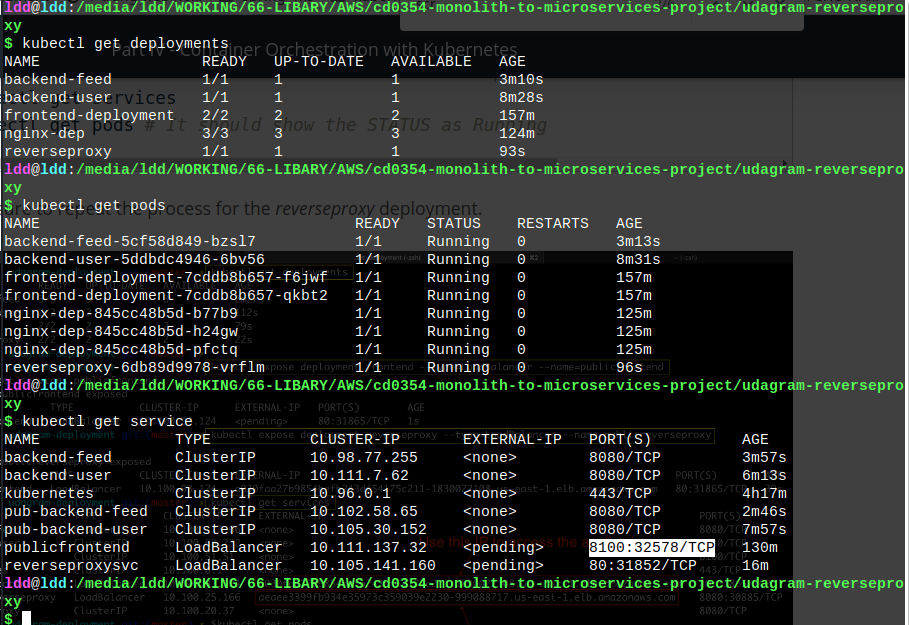 ldd@ldd:/media/ldd/WORKING/66-LIBARY/AWS/cd0354-monolith-to-microservices-project/udagram-reversepro
xy
$ kubectl get deployments
Part IV - Container Orchestration with Kubernetes
NAME READY UP-TO-DATE AVAILABLE AGE
backend-feed 1/1 1 1 3m10s
backend-user 1/1 1 1 8m28s
frontend-deployment 2/2 2 2 157m
nginx-dep 3/3 3 3 124m
reverseproxy 1/1 1 1 93s
ldd@ldd:/media/ldd/WORKING/66-LIBARY/AWS/cd0354-monolith-to-microservices-project/udagram-reversepro
xy
$ kubectl get pods
NAME READY STATUS RESTARTS AGE
backend-feed-5cf58d849-bzsl7 1/1 Running 0 3m13s
backend-user-5ddbdc4946-6bv56 1/1 Running 0 8m31s
frontend-deployment-7cddb8b657-f6jwf 1/1 Running 0 157m
frontend-deployment-7cddb8b657-qkbt2 1/1 Running 0 157m
nginx-dep-845cc48b5d-b77b9 1/1 Running 0 125m
nginx-dep-845cc48b5d-h24gw 1/1 Running 0 125m
nginx-dep-845cc48b5d-pfctq 1/1 Running 0 125m
reverseproxy-6db89d9978-vrflm 1/1 Running 0 96s
ldd@ldd:/media/ldd/WORKING/66-LIBARY/AWS/cd0354-monolith-to-microservices-project/udagram-reversepro
xy
$ kubectl get service
NAME TYPE CLUSTER-IP EXTERNAL-IP PORT(S) AGE
backend-feed ClusterIP 10.98.77.255 <none> 8080/TCP 3m57s
backend-user ClusterIP 10.111.7.62 <none> 8080/TCP 6m13s
kubernetes ClusterIP 10.96.0.1 <none> 443/TCP 4h17m
pub-backend-feed ClusterIP 10.102.58.65 <none> 8080/TCP 2m46s
pub-backend-user ClusterIP 10.105.30.152 <none> 8080/TCP 7m57s
publicfrontend LoadBalancer 10.111.137.32 <pending> 8100:32578/TCP 130m
reverseproxysvc LoadBalancer 10.105.141.160 <pending> 80:31852/TCP 16m
ldd@ldd:/media/ldd/WORKING/66-LIBARY/AWS/cd0354-monolith-to-microservices-project/udagram-reversepro
xy
$